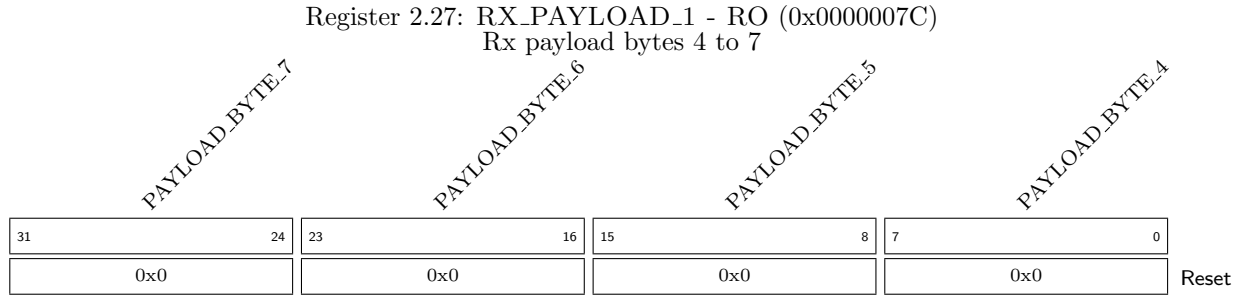 Register 2.27: RX_PAYLOAD_1 - RO (0x0000007C)
Rx payload bytes 4 to 7
PAYLOAD_BYTE_7 PAYLOAD_BYTE_6 PAYLOAD_BYTE_5 PAYLOAD_BYTE_4
31 24 23 16 15 8 7 0
0x0 0x0 0x0 0x0 Reset